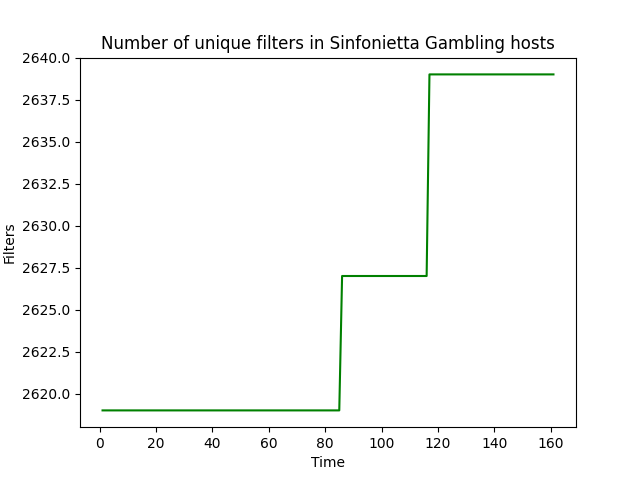 Number of unique filters in Sinfonietta Gambling hosts
2640.0
2637.5
2635.0
2632.5
2630.0
2627.5
2625.0
2622.5
2620.0
Filters
0 20 40 60 80 100 120 140 160
Time